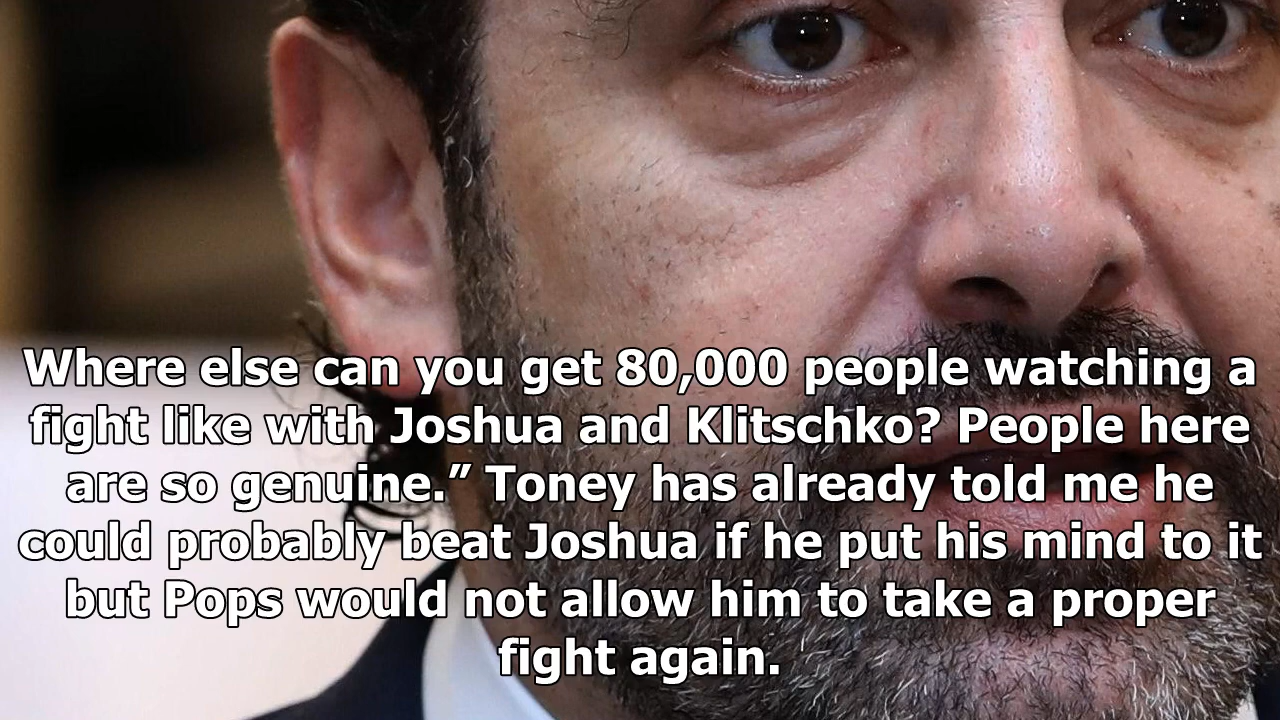 Where else can you get 80,000 people watching a
fight like with Joshua and Klitschko? People here
are so genuine.” Toney has already told me he
could probably beat Joshua if he put his mind to it
but Pops would not allow him to take a proper
fight again.